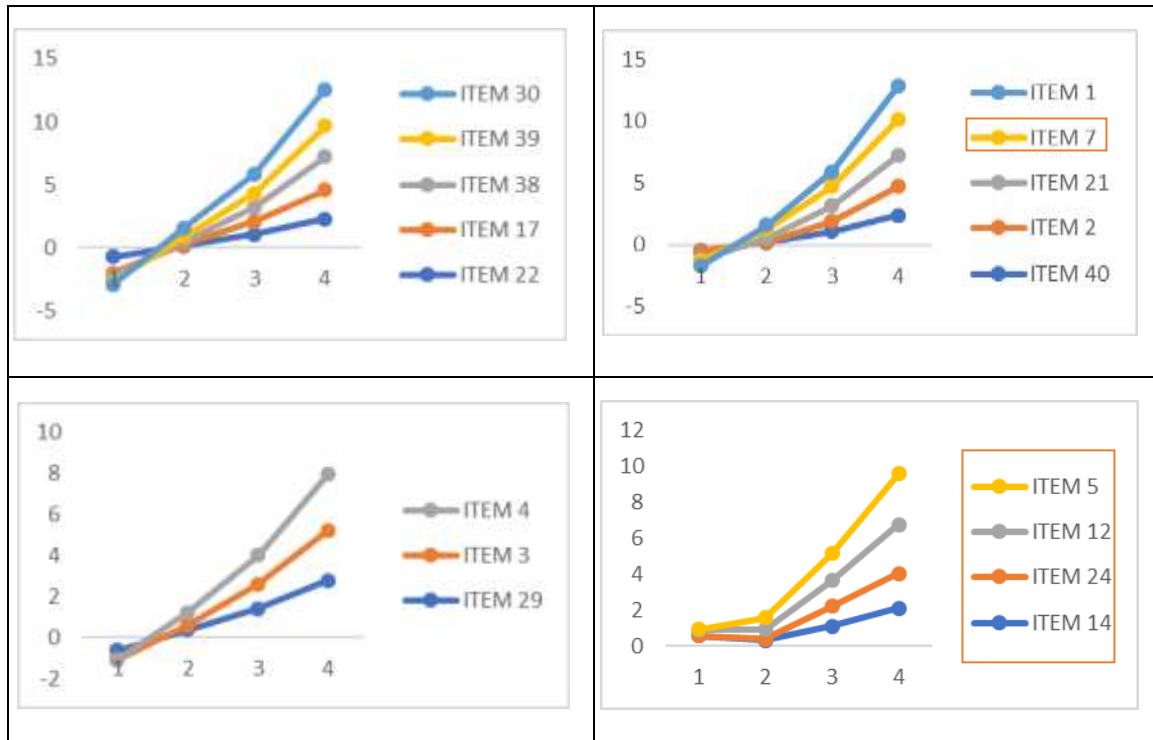 15
10
5
0
-5
1
2
3
4
ITEM 30
ITEM 39
ITEM 38
ITEM 17
ITEM 22
15
10
5
0
-5
1
2
3
4
ITEM 1
ITEM 7
ITEM 21
ITEM 2
ITEM 40
10
8
6
4
2
0
-2
1
2
3
4
ITEM 4
ITEM 3
ITEM 29
12
10
8
6
4
2
0
1
2
3
4
ITEM 5
ITEM 12
ITEM 24
ITEM 14